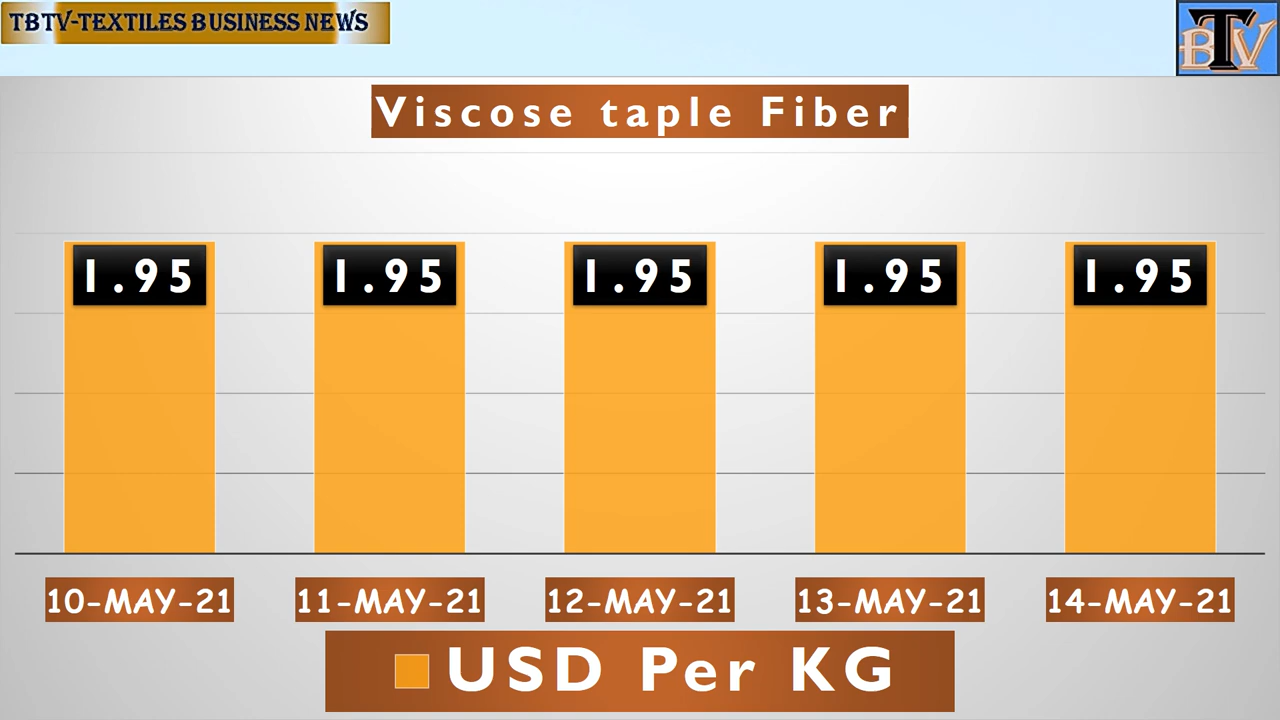 TBTV-TEXTILES BUSINESS NEWS
BTV
Viscose taple Fiber
1.95 1.95 1.95 1.95 1.95
10-MAY-21 11-MAY-21 12-MAY-21 13-MAY-21 14-MAY-21
USD Per KG